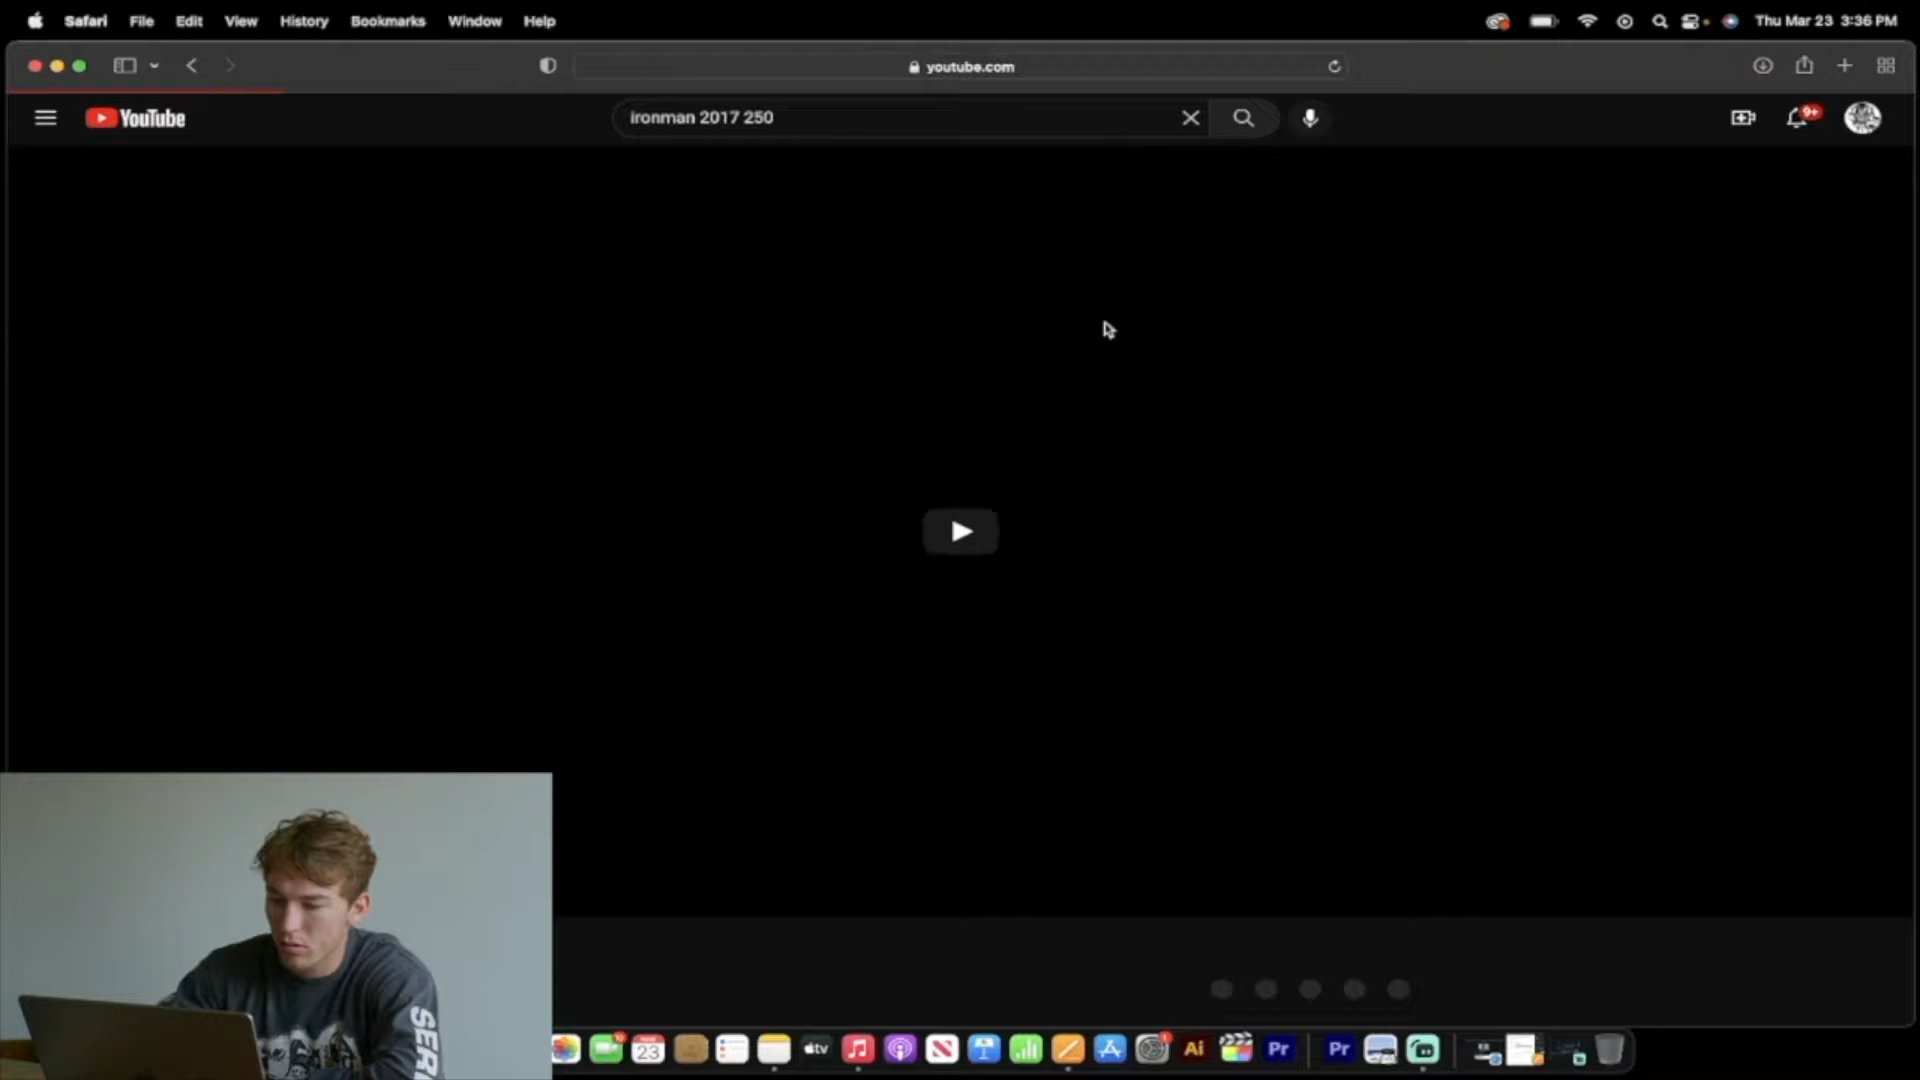 Safari File Edit View History Bookmarks Window Help
Thu Mar 23 3:36 PM
youtube.com
YouTube
ironman 2017 250
9+
23
tv
Ai
Pr
Pr